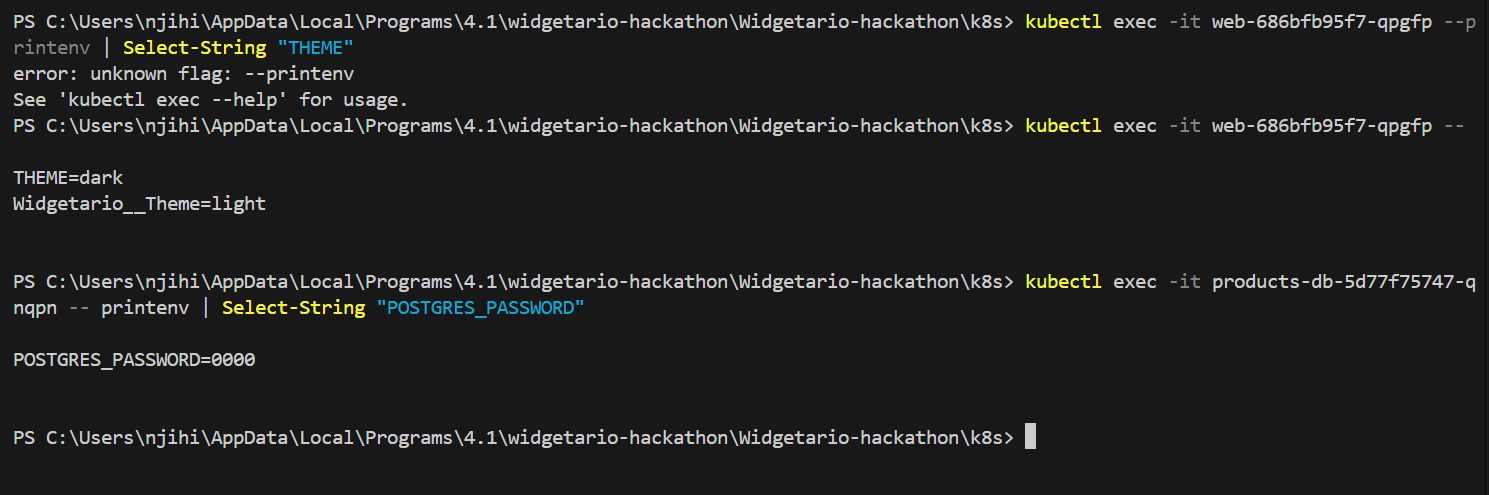 PS C:\Users\njihi\AppData\Local\Programs\4.1\widgetario-hackathon\Widgetario-hackathon\k8s> kubectl exec -it web-686bfb95f7-qpgfp --p
rintenv | Select-String "THEME"
error: unknown flag: --printenv
See 'kubectl exec --help' for usage.
PS C:\Users\njihi\AppData\Local\Programs\4.1\widgetario-hackathon\Widgetario-hackathon\k8s> kubectl exec -it web-686bfb95f7-qpgfp --
THEME=dark
Widgetario__Theme=light
PS C:\Users\njihi\AppData\Local\Programs\4.1\widgetario-hackathon\Widgetario-hackathon\k8s> kubectl exec -it products-db-5d77f75747-q
nqpn -- printenv | Select-String "POSTGRES_PASSWORD"
POSTGRES_PASSWORD=0000
PS C:\Users\njihi\AppData\Local\Programs\4.1\widgetario-hackathon\Widgetario-hackathon\k8s>